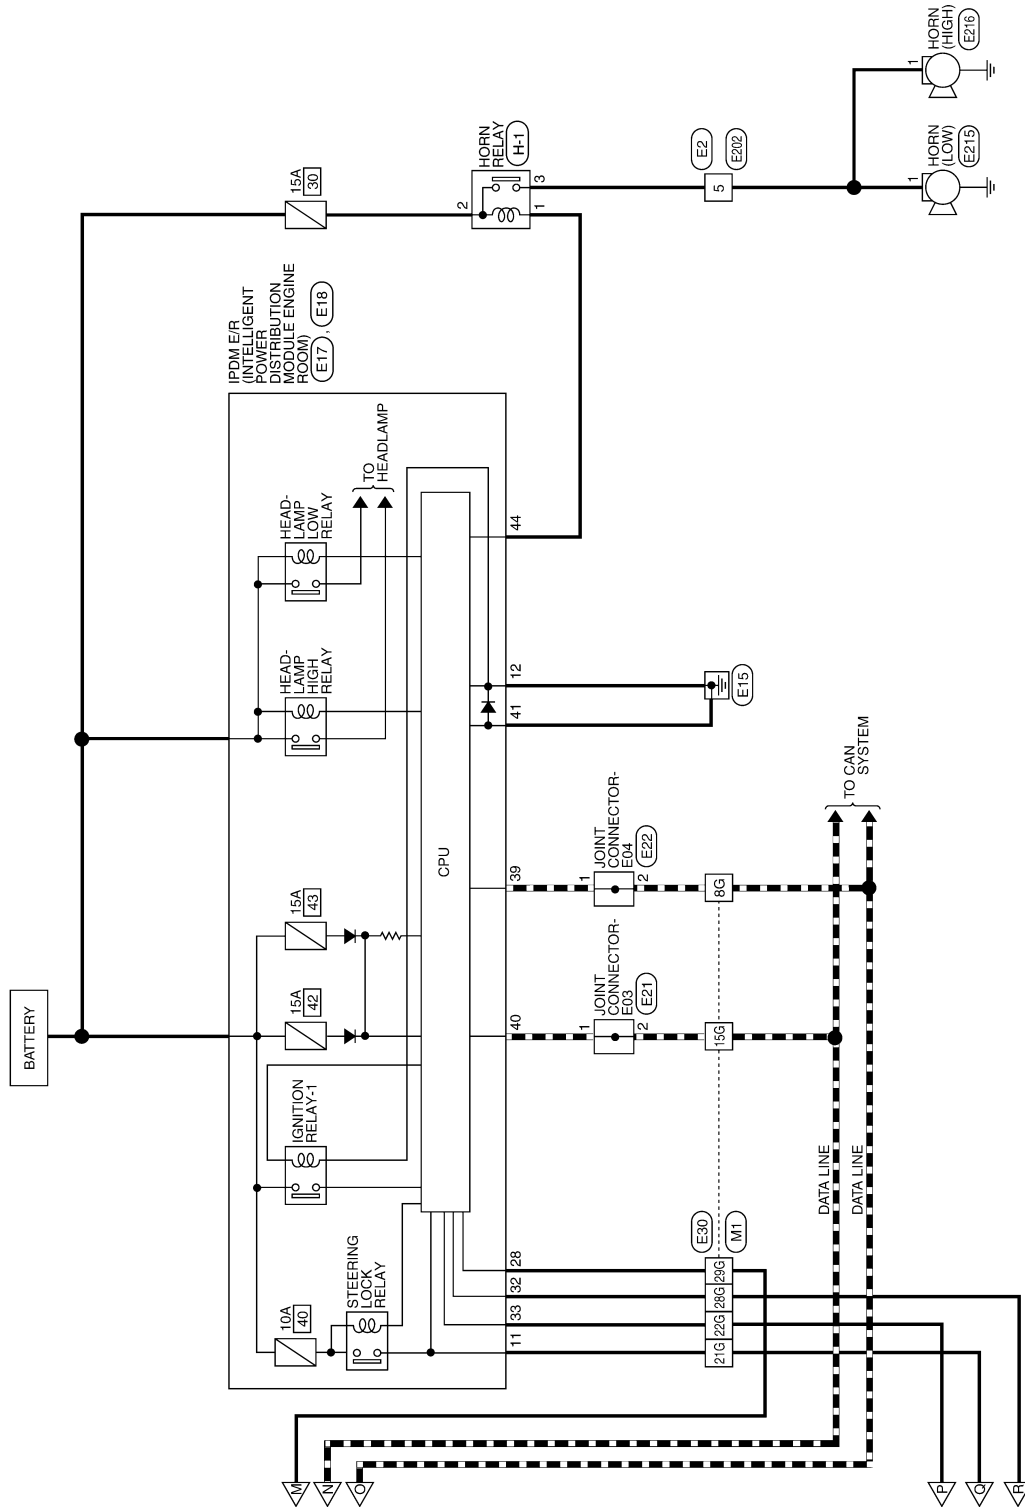 BATTERY
IPDM E/R
(INTELLIGENT
POWER
DISTRIBUTION
MODULE ENGINE
ROOM)
E17 , E18
10A
40
STEERING
LOCK
RELAY
IGNITION
RELAY-1
15A
42
15A
43
HEAD-
LAMP
HIGH
RELAY
HEAD-
LAMP
LOW
RELAY
TO
HEADLAMP
15A
30
HORN
RELAY
H-1
2
1
3
CPU
11
33
32
28
40
39
41
12
44
JOINT
CONNECTOR-
E03
E21
1
2
JOINT
CONNECTOR-
E04
E22
1
2
E15
E2
5
E202
E30
21G
22G
28G
29G
15G
8G
M1
DATA LINE
DATA LINE
TO CAN
SYSTEM
HORN
(LOW)
E215
1
HORN
(HIGH)
E216
1
M
N
O
P
Q
R